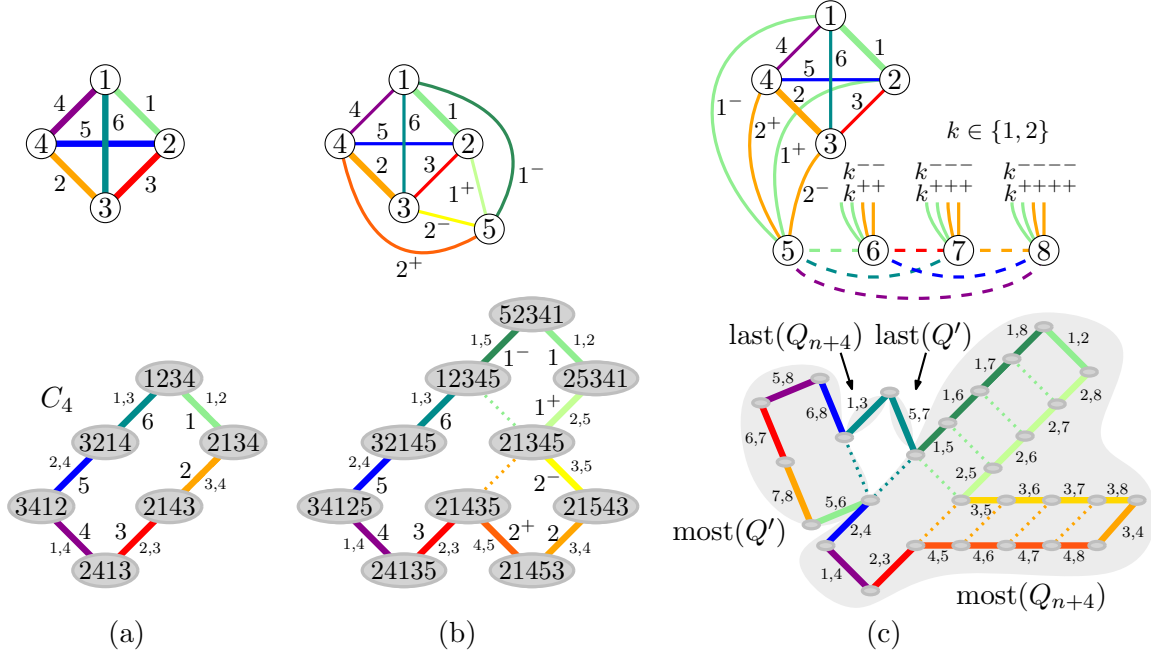 1
4 6 1
4 5 2
2 3
3
C₄
1234
1,3 6 1,2 1
3214 2134
2,4 5 2 3,4
3412 2143
1,4 4 3 2,3
2413
(a)
1
4 6 1
4 5 2
2 3 1⁺ 1⁻
3 2⁻ 5
2⁺
52341
1,5 1⁻ 1 1,2
12345 25341
1,3 6 1⁺ 2,5
32145 21345
2,4 5 2⁻ 3,5
34125 21435 21543
1,4 4 3 2,3 4,5 2⁺ 2 3,4
24135 21453
(b)
1
4 6 1
4 5 2
1⁻ 2⁺ 2 3
1⁺ 3
2⁻
k ∈ {1, 2}
k⁻⁻ k⁻⁻⁻ k⁻⁻⁻⁻
k⁺⁺ k⁺⁺⁺ k⁺⁺⁺⁺
5 6 7 8
last(Qₙ₊₄) last(Q′)
5,8 6,8 1,3 5,7 1,5 1,6 1,7 1,8 1,2
6,7 2,5 2,6 2,7 2,8
7,8 5,6 3,5 3,6 3,7 3,8
most(Q′)
2,4 3,4
1,4 2,3 4,5 4,6 4,7 4,8
most(Qₙ₊₄)
(c)